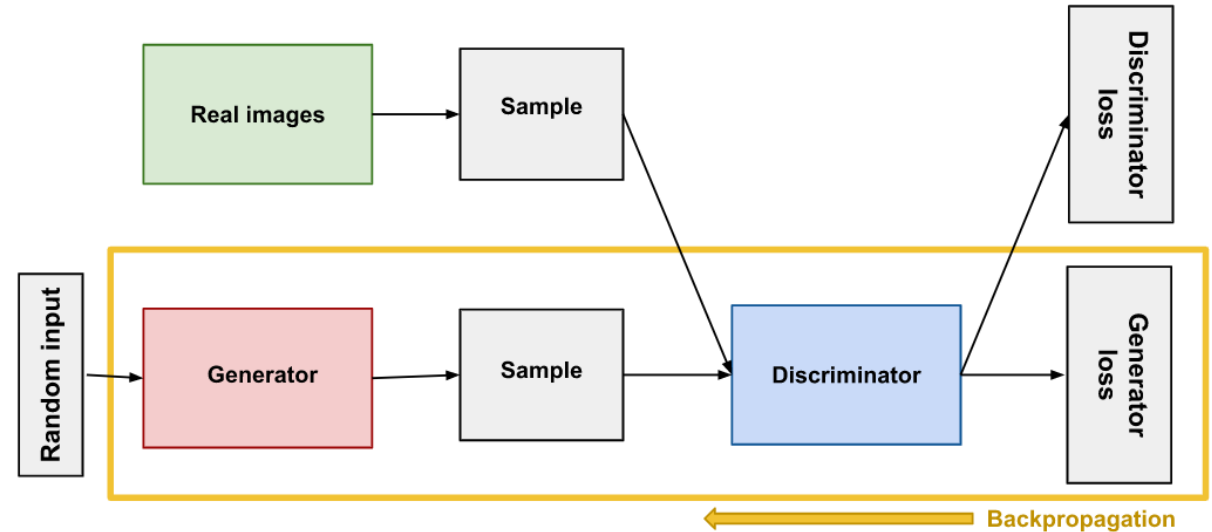 Real images
Sample
Discriminator
loss
Random input
Generator
Sample
Discriminator
Generator
loss
Backpropagation